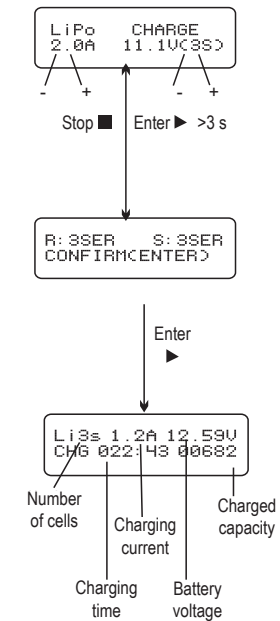 LiPo CHARGE
2.0A 11.1V(3S)
- + - +
Stop ■ Enter ► >3 s
R:3SER S:3SER
CONFIRM(ENTER)
Enter
►
Li3s 1.2A 12.59V
CHG 022:43 00682
Number
of cells
Charging
current
Charged
capacity
Charging
time
Battery
voltage